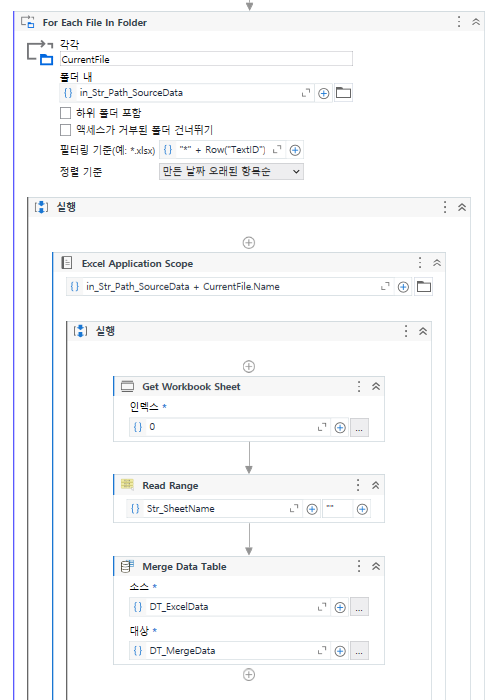 For Each File In Folder
각각
CurrentFile
폴더 내
in_Str_Path_SourceData
하위 폴더 포함
액세스가 거부된 폴더 건너뛰기
필터링 기준(예: *.xlsx) "*" + Row("TextID")
정렬 기준 만든 날짜 오래된 항목순
실행
Excel Application Scope
in_Str_Path_SourceData + CurrentFile.Name
실행
Get Workbook Sheet
인덱스 *
0 ...
Read Range
Str_SheetName ""
Merge Data Table
소스 *
DT_ExcelData ...
대상 *
DT_MergeData ...